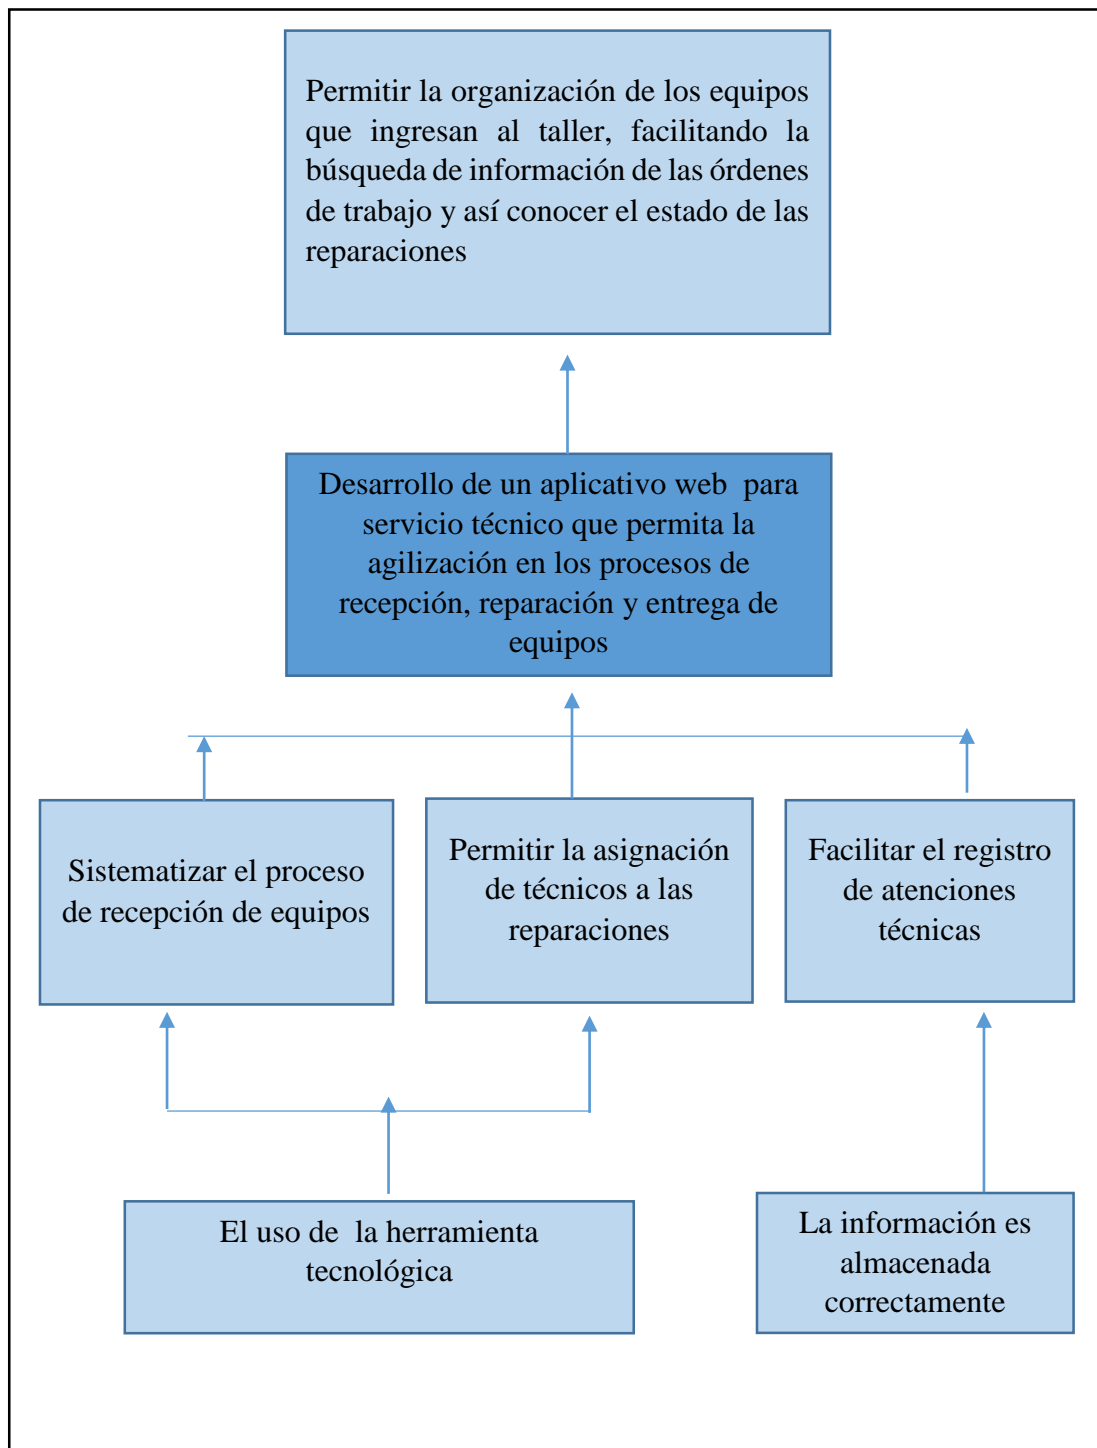 Permitir la organización de los equipos
que ingresan al taller, facilitando la
búsqueda de información de las órdenes
de trabajo y así conocer el estado de las
reparaciones
Desarrollo de un aplicativo web  para
servicio técnico que permita la
agilización en los procesos de
recepción, reparación y entrega de
equipos
Sistematizar el proceso
de recepción de equipos
Permitir la asignación
de técnicos a las
reparaciones
Facilitar el registro
de atenciones
técnicas
El uso de  la herramienta
tecnológica
La información es
almacenada
correctamente